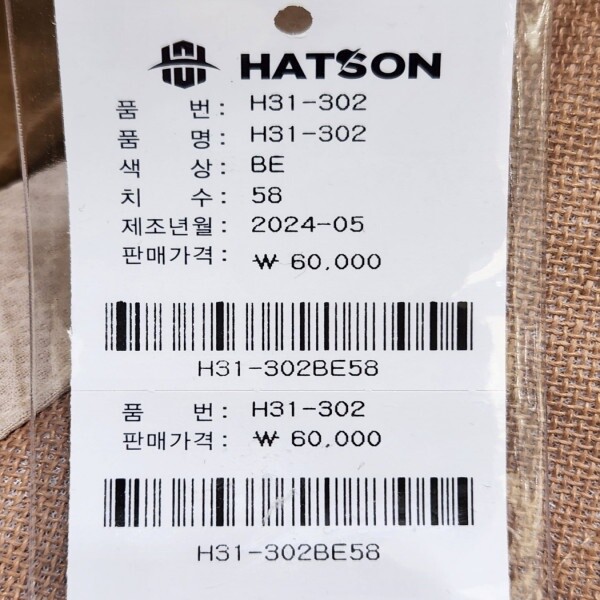 HATSON
품 번: H31-302
품 명: H31-302
색 상: BE
치 수: 58
제조년월: 2024-05
판매가격: ₩ 60,000
H31-302BE58
품 번: H31-302
판매가격: ₩ 60,000
H31-302BE58